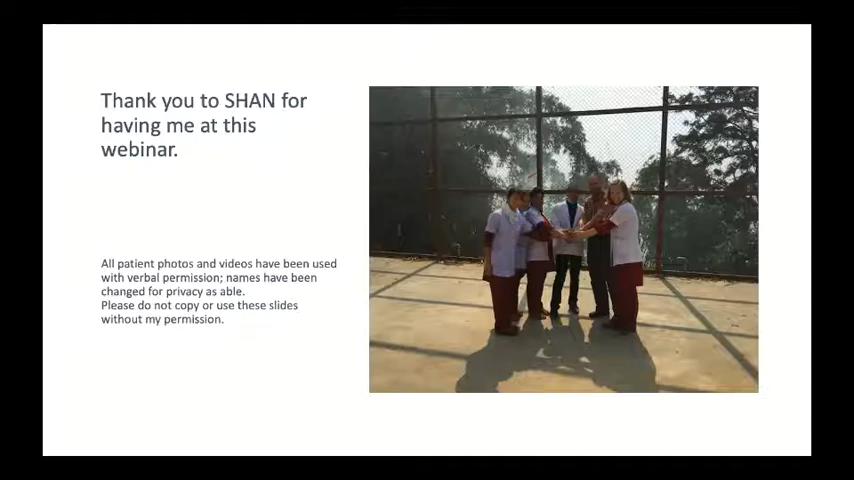 Thank you to SHAN for
having me at this
webinar.
All patient photos and videos have been used
with verbal permission; names have been
changed for privacy as able.
Please do not copy or use these slides
without my permission.